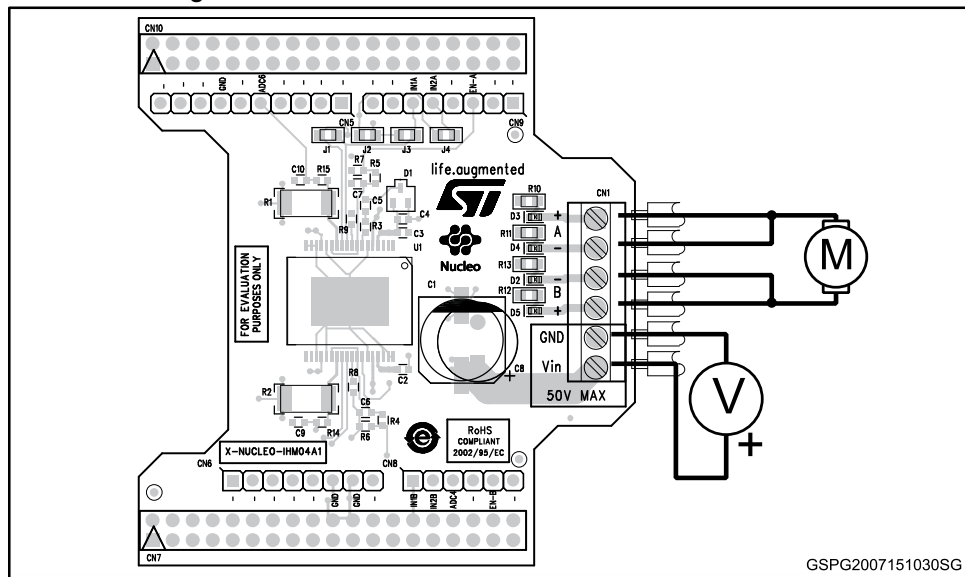 CN10
GND
ADC6
IN1A
IN2A
EN-A
CN5
CN9
J1
J2
J3
J4
R7
R5
C10
R15
D1
life.augmented
R10
CN1
R1
C7
C5
C4
D3
+
R9
R3
C3
R11
A
U1
D4
-
M
Nucleo
R13
FOR EVALUATION
PURPOSES ONLY
C1
D2
-
R12
B
D5
+
GND
R8
C2
C8
+
Vin
V
R2
50V MAX
+
C6
R4
C9
R14
R6
RoHS
COMPLIANT
2002/95/EC
X-NUCLEO-IHM04A1
CN6
CN8
GND
GND
IN1B
IN2B
ADC4
EN-B
CN7
GSPG2007151030SG